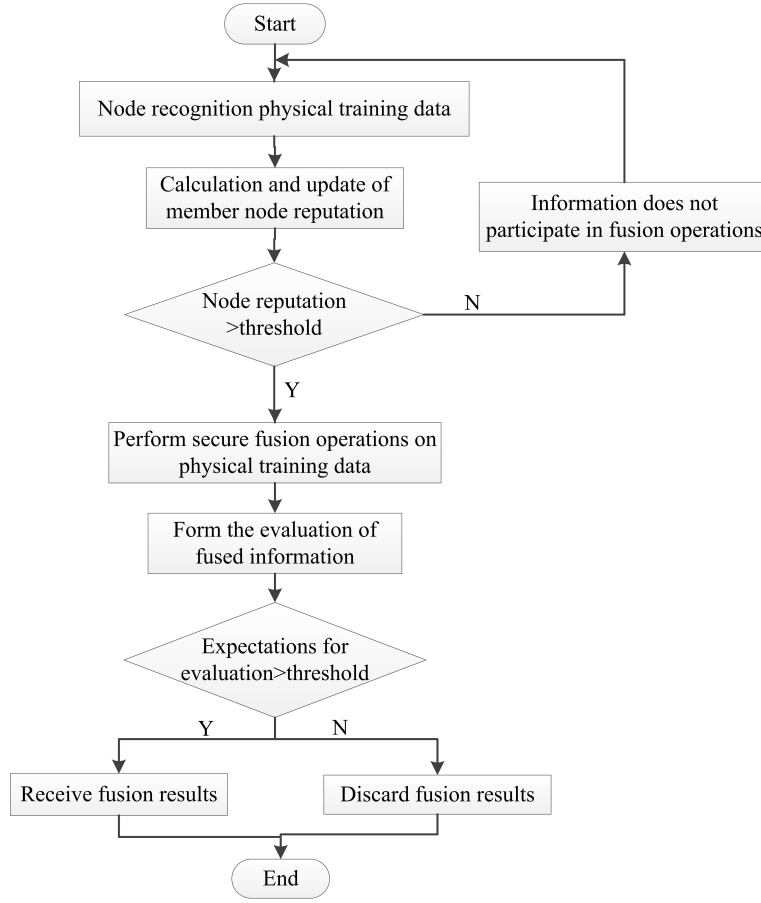 Start
Node recognition physical training data
Calculation and update of
member node reputation
Information does not
participate in fusion operations
Node reputation
>threshold
N
Y
Perform secure fusion operations on
physical training data
Form the evaluation of
fused information
Expectations for
evaluation>threshold
Y
N
Receive fusion results
Discard fusion results
End